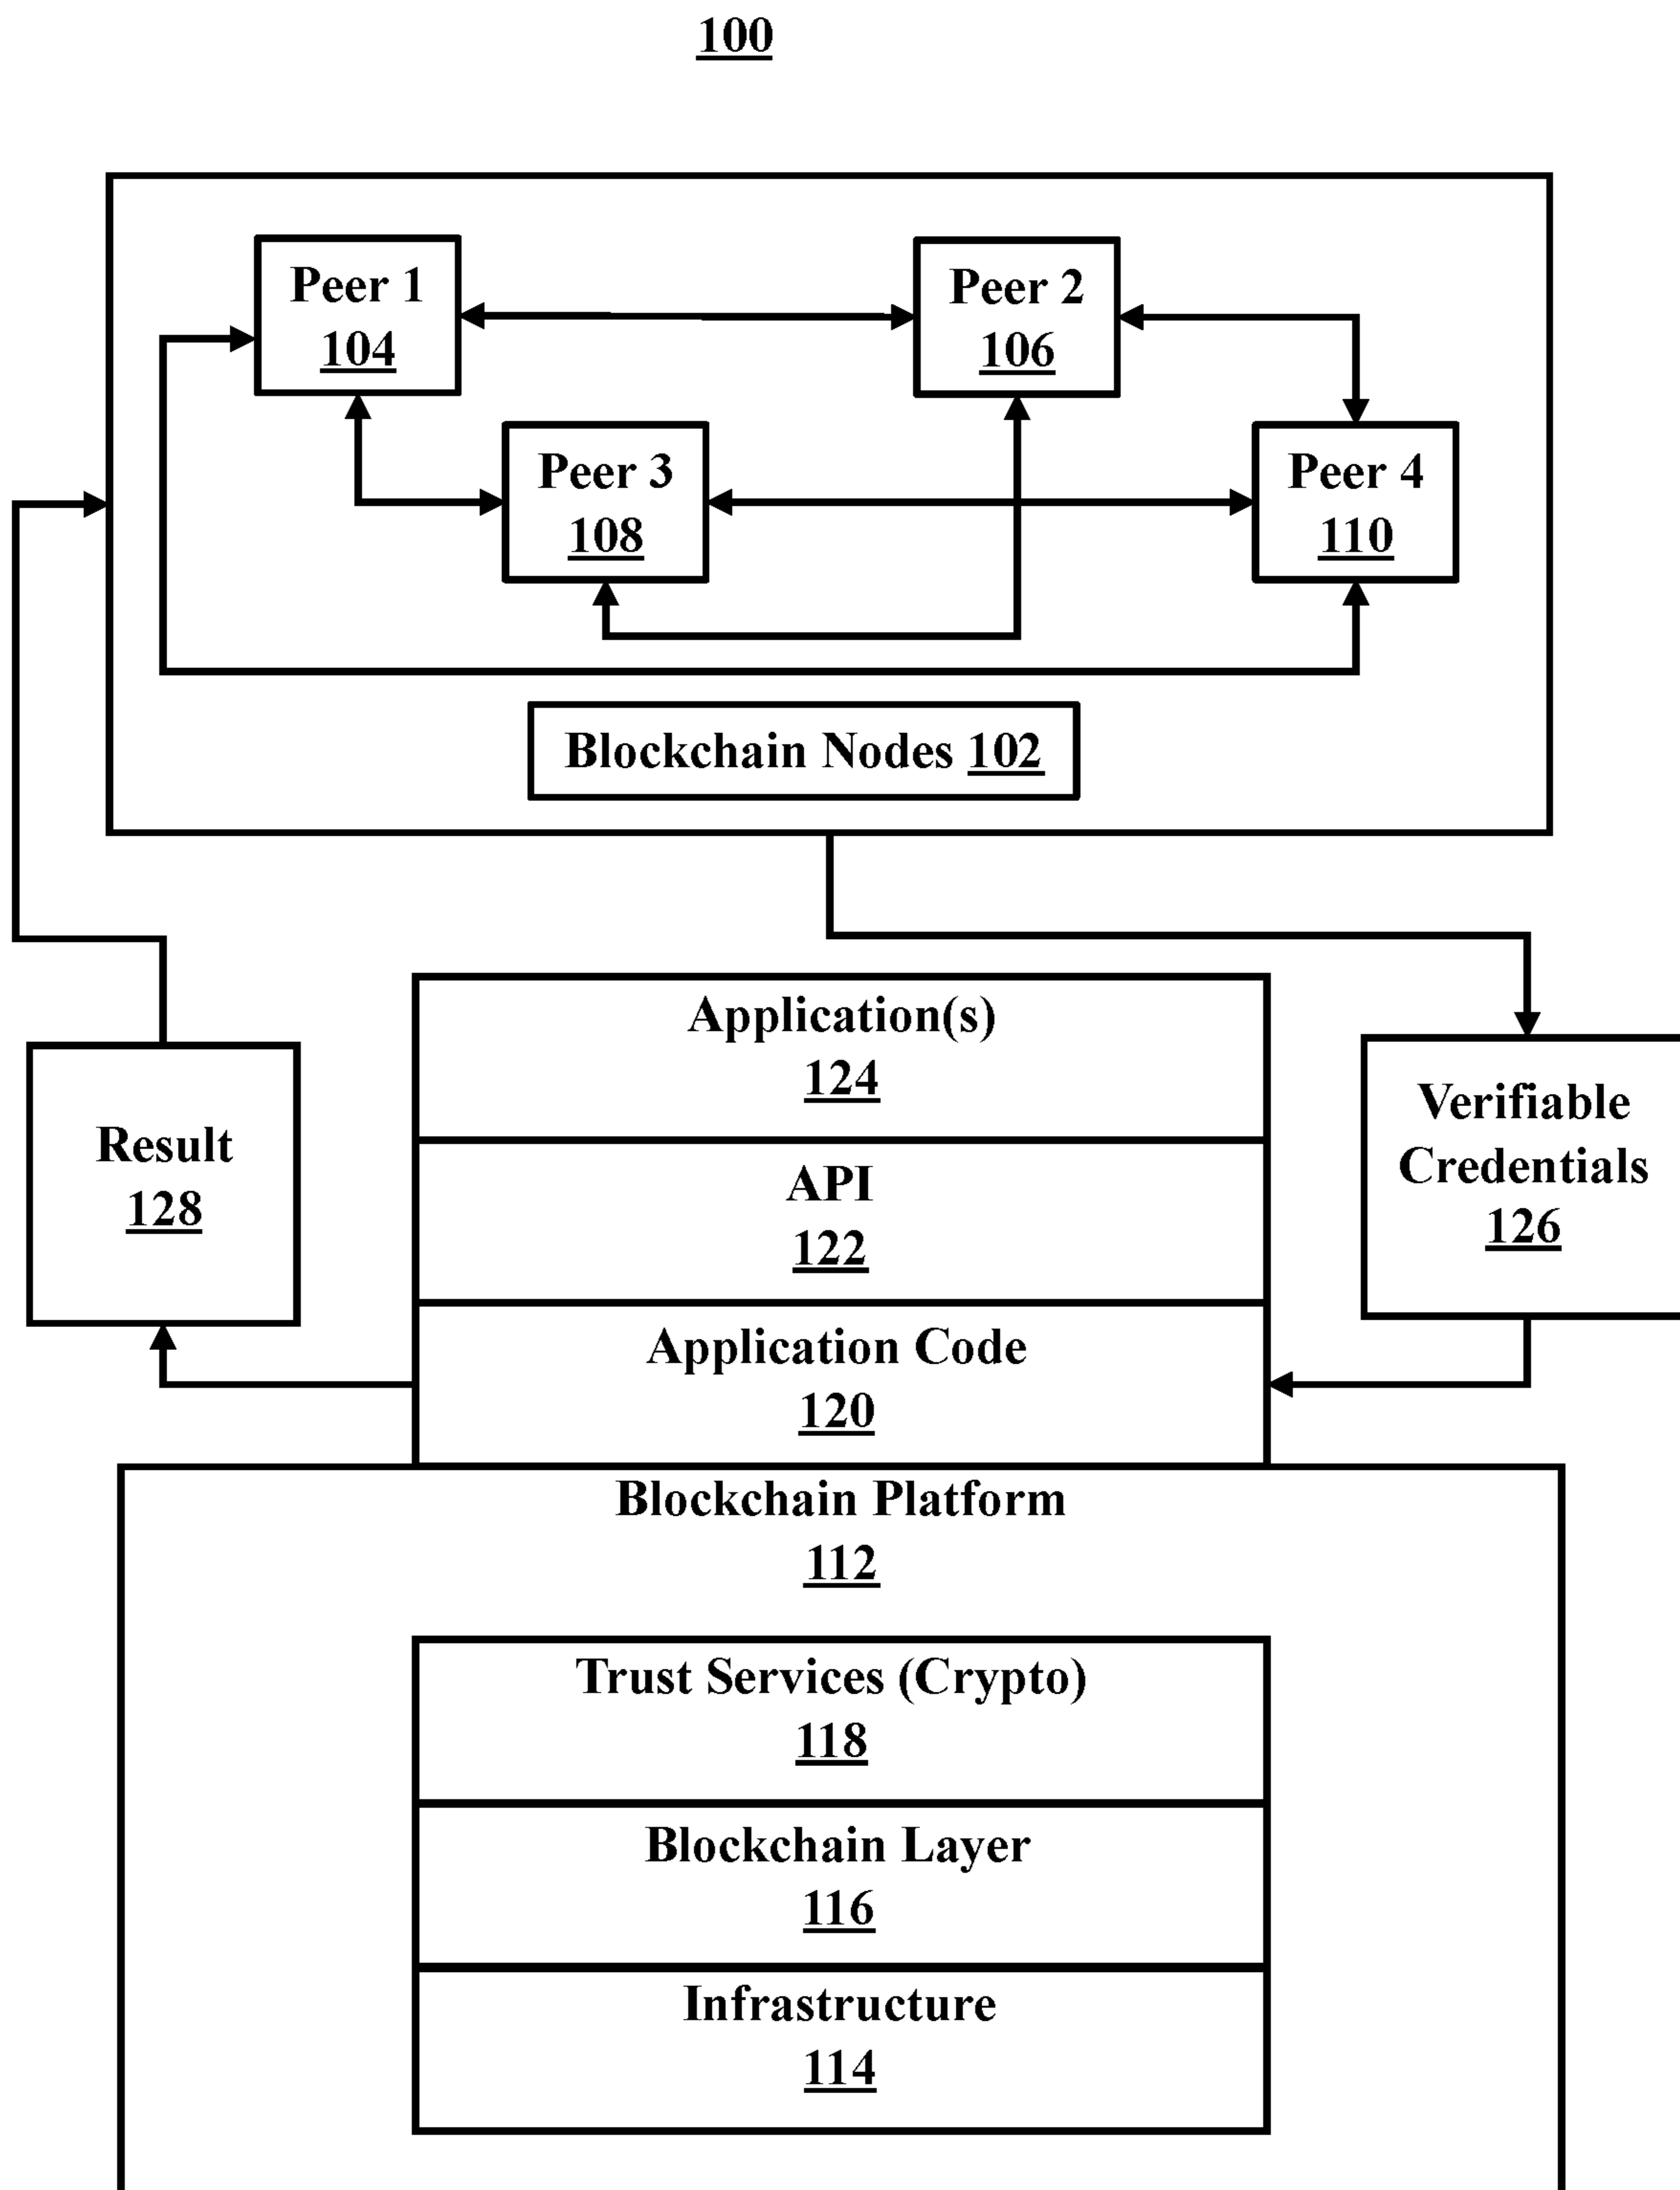 100
Peer 1
104
Peer 2
106
Peer 3
108
Peer 4
110
Blockchain Nodes 102
Application(s)
124
API
122
Application Code
120
Result
128
Verifiable
Credentials
126
Blockchain Platform
112
Trust Services (Crypto)
118
Blockchain Layer
116
Infrastructure
114